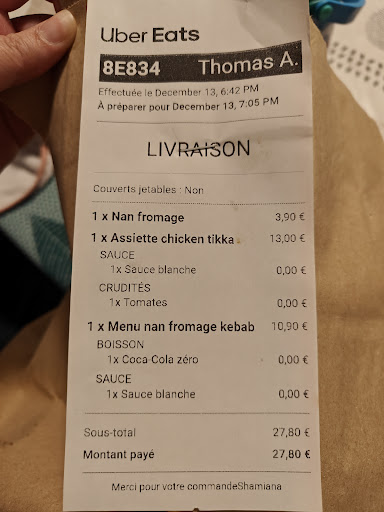 Uber Eats
8E834 Thomas A.
Effectuée le December 13, 6:42 PM
À préparer pour December 13, 7:05 PM
LIVRAISON
Couverts jetables : Non
1 x Nan fromage 3,90 €
1 x Assiette chicken tikka 13,00 €
SAUCE
1x Sauce blanche 0,00 €
CRUDITÉS
1x Tomates 0,00 €
1 x Menu nan fromage kebab 10,90 €
BOISSON
1x Coca-Cola zéro 0,00 €
SAUCE
1x Sauce blanche 0,00 €
Sous-total 27,80 €
Montant payé 27,80 €
Merci pour votre commandeShamiana